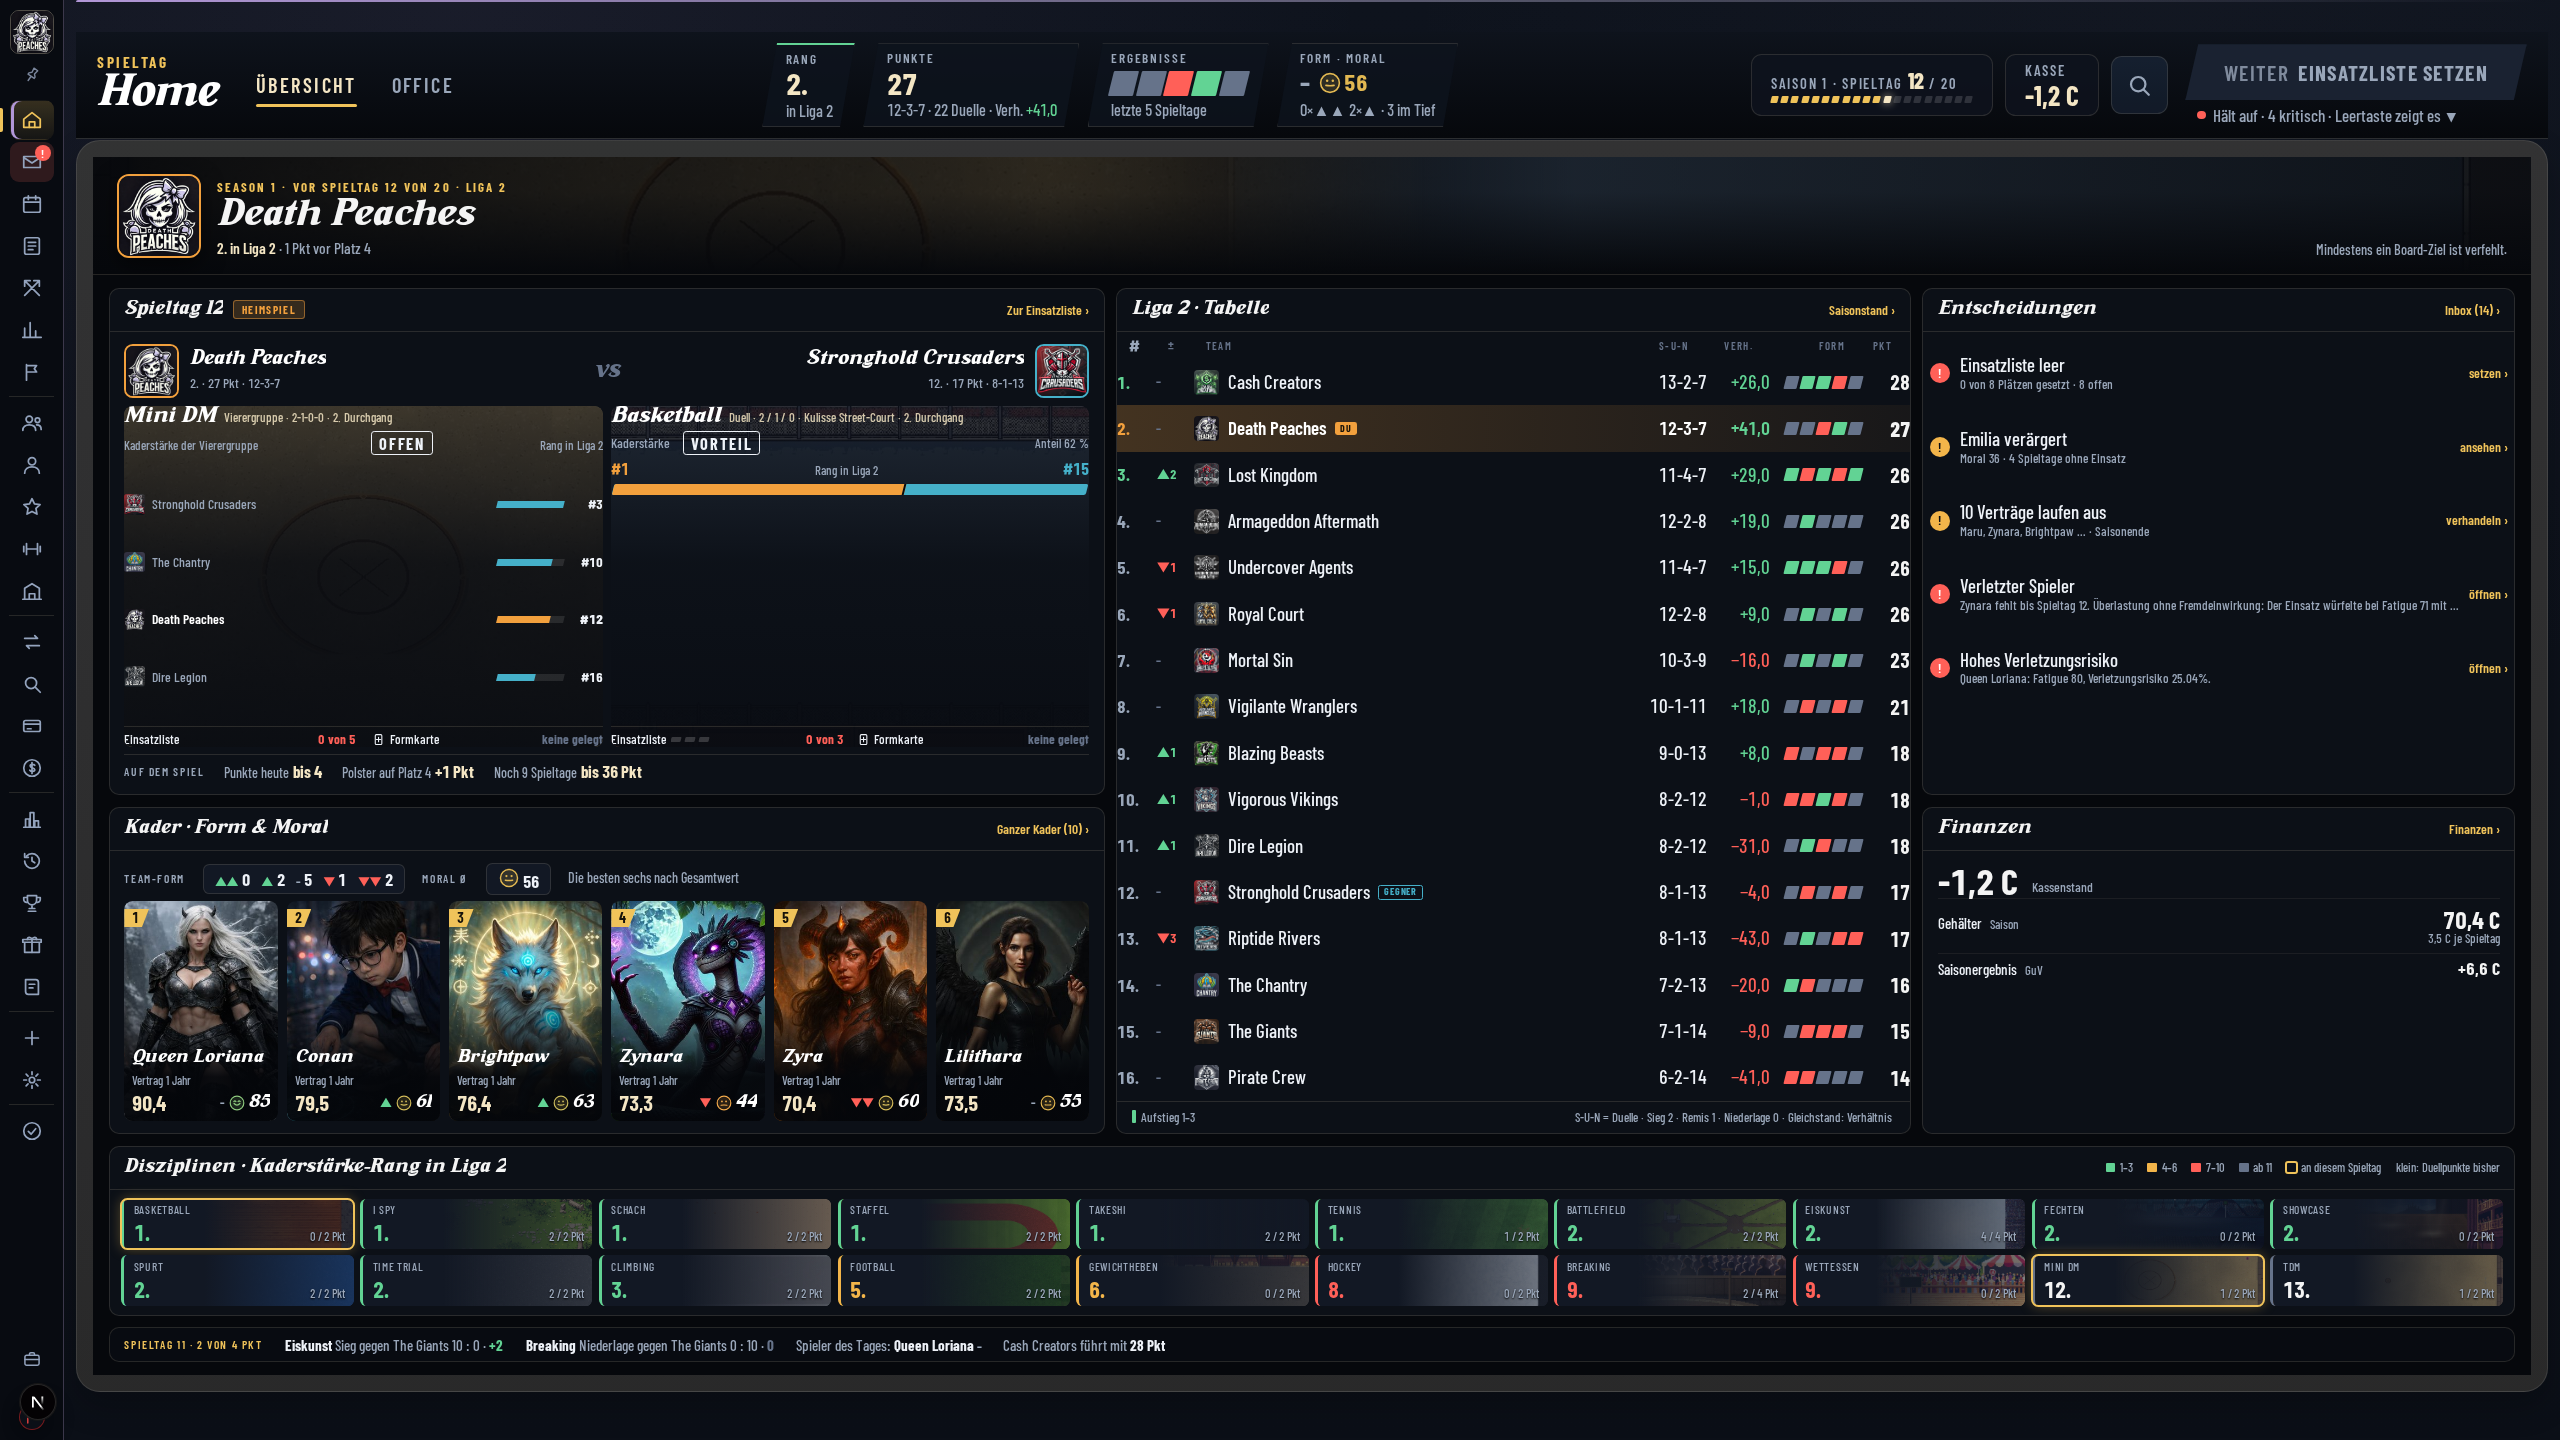 SPIELTAG
Home
ÜBERSICHT
OFFICE
RANG
2.
in Liga 2
PUNKTE
27
12-3-7 · 22 Duelle · Verh. +41,0
ERGEBNISSE
letzte 5 Spieltage
FORM · MORAL
– 56
0×▲▲ 2×▲ · 3 im Tief
SAISON 1 · SPIELTAG 12 / 20
KASSE
-1,2 C
WEITER EINSATZLISTE SETZEN
Hält auf · 4 kritisch · Leertaste zeigt es ▼
SEASON 1 · VOR SPIELTAG 12 VON 20 · LIGA 2
Death Peaches
2. in Liga 2 · 1 Pkt vor Platz 4
Mindestens ein Board-Ziel ist verfehlt.
Spieltag 12 HEIMSPIEL
Zur Einsatzliste ›
Death Peaches
2. · 27 Pkt · 12-3-7
vs
Stronghold Crusaders
12. · 17 Pkt · 8-1-13
Mini DM Vierergruppe · 2-1-0-0 · 2. Durchgang
Kaderstärke der Vierergruppe OFFEN Rang in Liga 2
Stronghold Crusaders #3
The Chantry #10
Death Peaches #12
Dire Legion #16
Einsatzliste 0 von 5 Formkarte keine gelegt
Basketball Duell · 2 / 1 / 0 · Kulisse Street-Court · 2. Durchgang
Kaderstärke VORTEIL Anteil 62 %
#1 Rang in Liga 2 #15
Einsatzliste 0 von 3 Formkarte keine gelegt
AUF DEM SPIEL Punkte heute bis 4 Polster auf Platz 4 +1 Pkt Noch 9 Spieltage bis 36 Pkt
Kader · Form & Moral
Ganzer Kader (10) ›
TEAM-FORM ▲▲ 0 ▲ 2 - 5 ▼ 1 ▼▼ 2 MORAL Ø 56 Die besten sechs nach Gesamtwert
1
Queen Loriana
Vertrag 1 Jahr
90,4 - 85
2
Conan
Vertrag 1 Jahr
79,5 ▲ 61
3
Brightpaw
Vertrag 1 Jahr
76,4 ▲ 63
4
Zynara
Vertrag 1 Jahr
73,3 ▼ 44
5
Zyra
Vertrag 1 Jahr
70,4 ▼▼ 60
6
Lilithara
Vertrag 1 Jahr
73,5 - 55
Liga 2 · Tabelle
Saisonstand ›
# ± TEAM S-U-N VERH. FORM PKT
1. - Cash Creators 13-2-7 +26,0 28
2. - Death Peaches DU 12-3-7 +41,0 27
3. ▲2 Lost Kingdom 11-4-7 +29,0 26
4. - Armageddon Aftermath 12-2-8 +19,0 26
5. ▼1 Undercover Agents 11-4-7 +15,0 26
6. ▼1 Royal Court 12-2-8 +9,0 26
7. - Mortal Sin 10-3-9 −16,0 23
8. - Vigilante Wranglers 10-1-11 +18,0 21
9. ▲1 Blazing Beasts 9-0-13 +8,0 18
10. ▲1 Vigorous Vikings 8-2-12 −1,0 18
11. ▲1 Dire Legion 8-2-12 −31,0 18
12. - Stronghold Crusaders GEGNER 8-1-13 −4,0 17
13. ▼3 Riptide Rivers 8-1-13 −43,0 17
14. - The Chantry 7-2-13 −20,0 16
15. - The Giants 7-1-14 −9,0 15
16. - Pirate Crew 6-2-14 −41,0 14
Aufstieg 1-3
S-U-N = Duelle · Sieg 2 · Remis 1 · Niederlage 0 · Gleichstand: Verhältnis
Entscheidungen
Inbox (14) ›
Einsatzliste leer
0 von 8 Plätzen gesetzt · 8 offen
setzen ›
Emilia verärgert
Moral 36 · 4 Spieltage ohne Einsatz
ansehen ›
10 Verträge laufen aus
Maru, Zynara, Brightpaw … · Saisonende
verhandeln ›
Verletzter Spieler
Zynara fehlt bis Spieltag 12. Überlastung ohne Fremdeinwirkung: Der Einsatz würfelte bei Fatigue 71 mit …
öffnen ›
Hohes Verletzungsrisiko
Queen Loriana: Fatigue 80, Verletzungsrisiko 25.04%.
öffnen ›
Finanzen
Finanzen ›
-1,2 C Kassenstand
Gehälter Saison 70,4 C
3,5 C je Spieltag
Saisonergebnis GuV +6,6 C
Disziplinen · Kaderstärke-Rang in Liga 2
1-3 4-6 7-10 ab 11 an diesem Spieltag klein: Duellpunkte bisher
BASKETBALL
1. 0 / 2 Pkt
I SPY
1. 2 / 2 Pkt
SCHACH
1. 2 / 2 Pkt
STAFFEL
1. 2 / 2 Pkt
TAKESHI
1. 2 / 2 Pkt
TENNIS
1. 1 / 2 Pkt
BATTLEFIELD
2. 2 / 2 Pkt
EISKUNST
2. 4 / 4 Pkt
FECHTEN
2. 0 / 2 Pkt
SHOWCASE
2. 0 / 2 Pkt
SPURT
2. 2 / 2 Pkt
TIME TRIAL
2. 2 / 2 Pkt
CLIMBING
3. 2 / 2 Pkt
FOOTBALL
5. 2 / 2 Pkt
GEWICHTHEBEN
6. 0 / 2 Pkt
HOCKEY
8. 0 / 2 Pkt
BREAKING
9. 2 / 4 Pkt
WETTESSEN
9. 0 / 2 Pkt
MINI DM
12. 1 / 2 Pkt
TDM
13. 1 / 2 Pkt
SPIELTAG 11 · 2 VON 4 PKT Eiskunst Sieg gegen The Giants 10 : 0 · +2 Breaking Niederlage gegen The Giants 0 : 10 · 0 Spieler des Tages: Queen Loriana – Cash Creators führt mit 28 Pkt
N